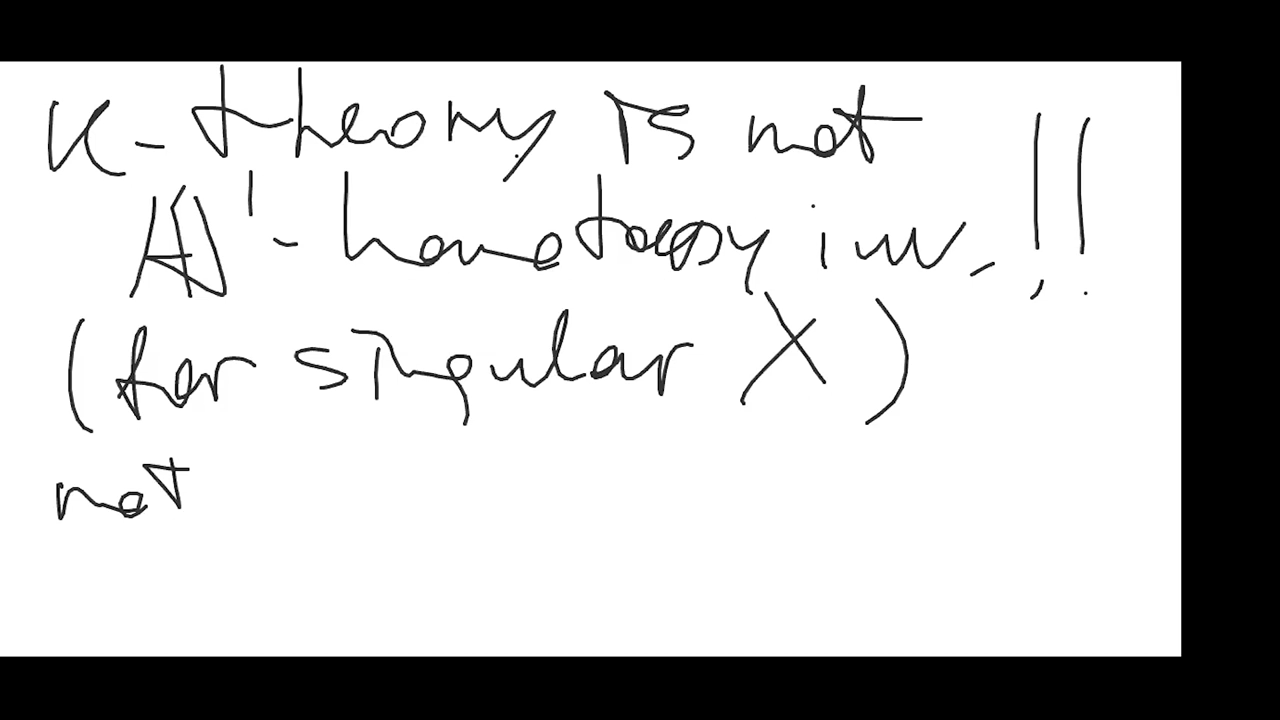 K-theory is not
𝔸¹-homotopy inv. !!
(for singular X)
not